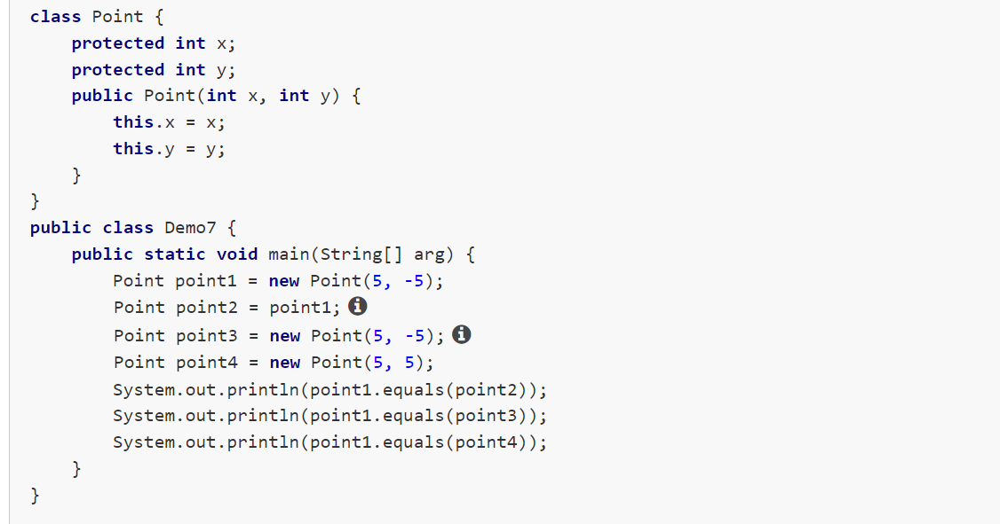 class Point {
    protected int x;
    protected int y;
    public Point(int x, int y) {
        this.x = x;
        this.y = y;
    }
}
public class Demo7 {
    public static void main(String[] arg) {
        Point point1 = new Point(5, -5);
        Point point2 = point1;
        Point point3 = new Point(5, -5);
        Point point4 = new Point(5, 5);
        System.out.println(point1.equals(point2));
        System.out.println(point1.equals(point3));
        System.out.println(point1.equals(point4));
    }
}